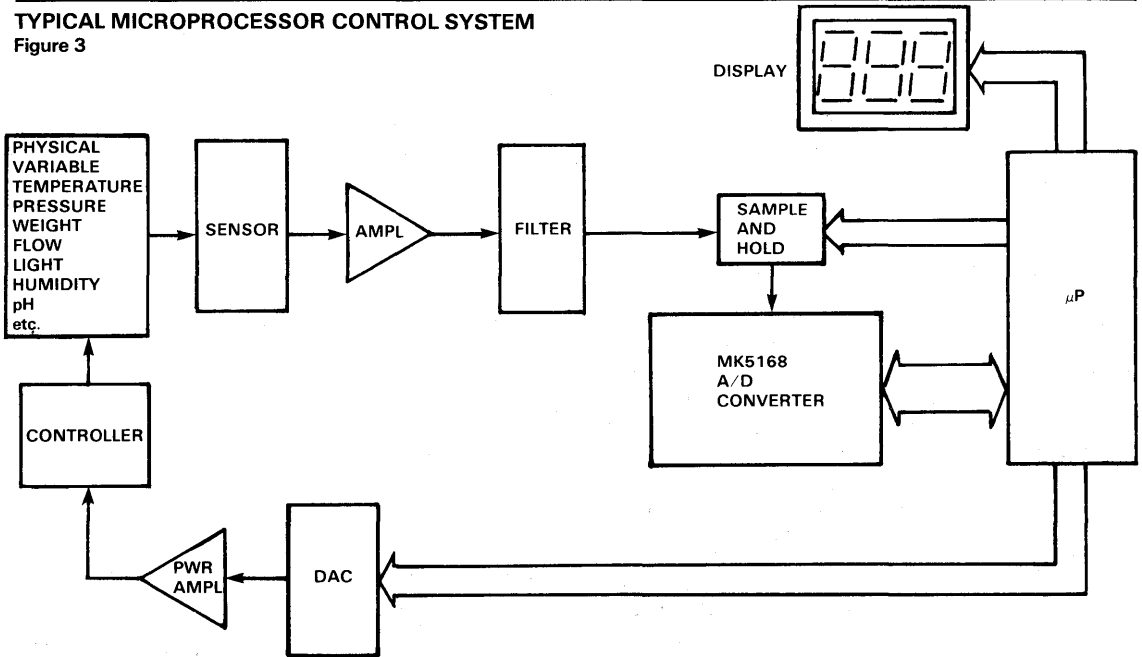 TYPICAL MICROPROCESSOR CONTROL SYSTEM
Figure 3
DISPLAY
PHYSICAL
VARIABLE
TEMPERATURE
PRESSURE
WEIGHT
FLOW
LIGHT
HUMIDITY
pH
etc.
SENSOR
AMPL
FILTER
SAMPLE
AND
HOLD
μP
MK5168
A/D
CONVERTER
CONTROLLER
PWR
AMPL
DAC